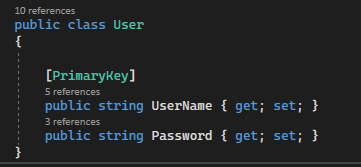 10 references
public class User
{
[PrimaryKey]
5 references
public string UserName { get; set; }
3 references
public string Password { get; set; }
}